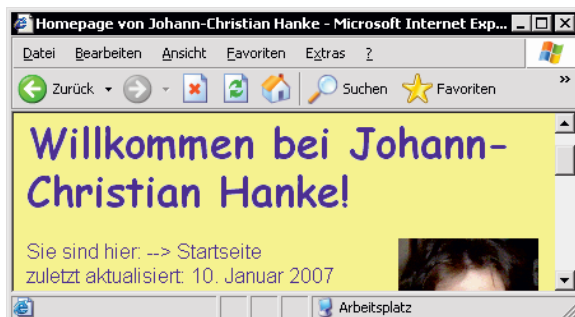 Homepage von Johann-Christian Hanke - Microsoft Internet Exp...
Datei Bearbeiten Ansicht Favoriten Extras ?
Zurück Suchen Favoriten »
Willkommen bei Johann-
Christian Hanke!
Sie sind hier: --> Startseite
zuletzt aktualisiert: 10. Januar 2007
Arbeitsplatz